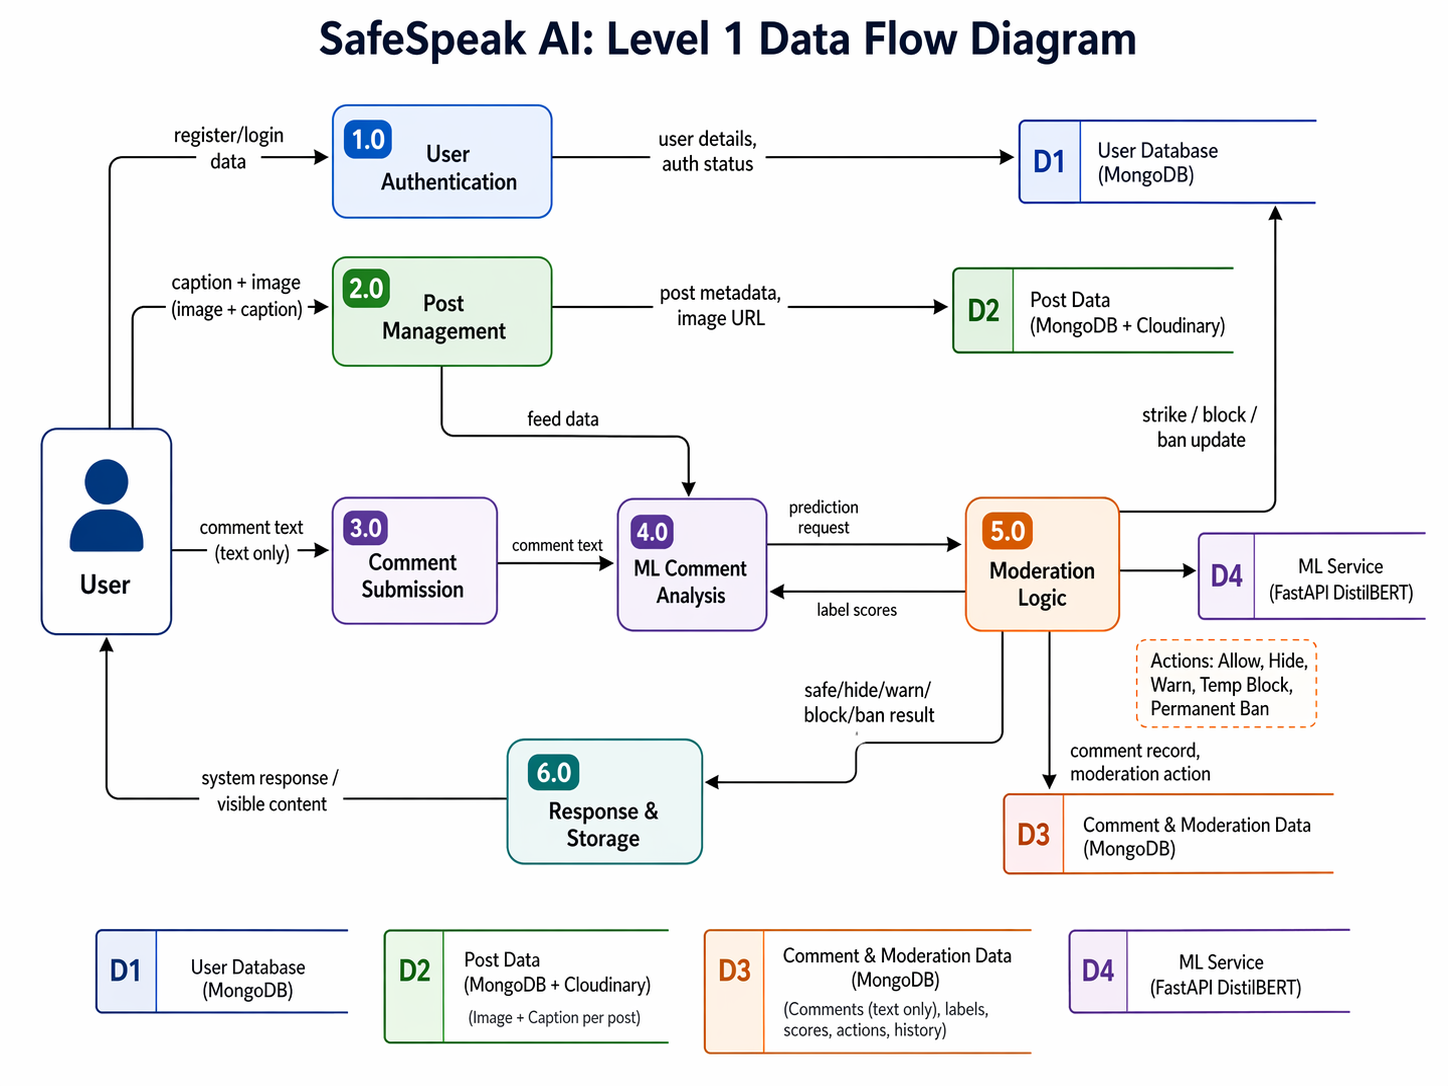 SafeSpeak AI: Level 1 Data Flow Diagram
register/login
data
1.0
User
Authentication
user details,
auth status
D1
User Database
(MongoDB)
caption + image
(image + caption)
2.0
Post
Management
post metadata,
image URL
D2
Post Data
(MongoDB + Cloudinary)
feed data
strike / block /
ban update
User
comment text
(text only)
3.0
Comment
Submission
comment text
4.0
ML Comment
Analysis
prediction
request
label scores
5.0
Moderation
Logic
D4
ML Service
(FastAPI DistilBERT)
Actions: Allow, Hide,
Warn, Temp Block,
Permanent Ban
safe/hide/warn/
block/ban result
comment record,
moderation action
system response /
visible content
6.0
Response &
Storage
D3
Comment & Moderation Data
(MongoDB)
D1
User Database
(MongoDB)
D2
Post Data
(MongoDB + Cloudinary)
(Image + Caption per post)
D3
Comment & Moderation Data
(MongoDB)
(Comments (text only), labels,
scores, actions, history)
D4
ML Service
(FastAPI DistilBERT)